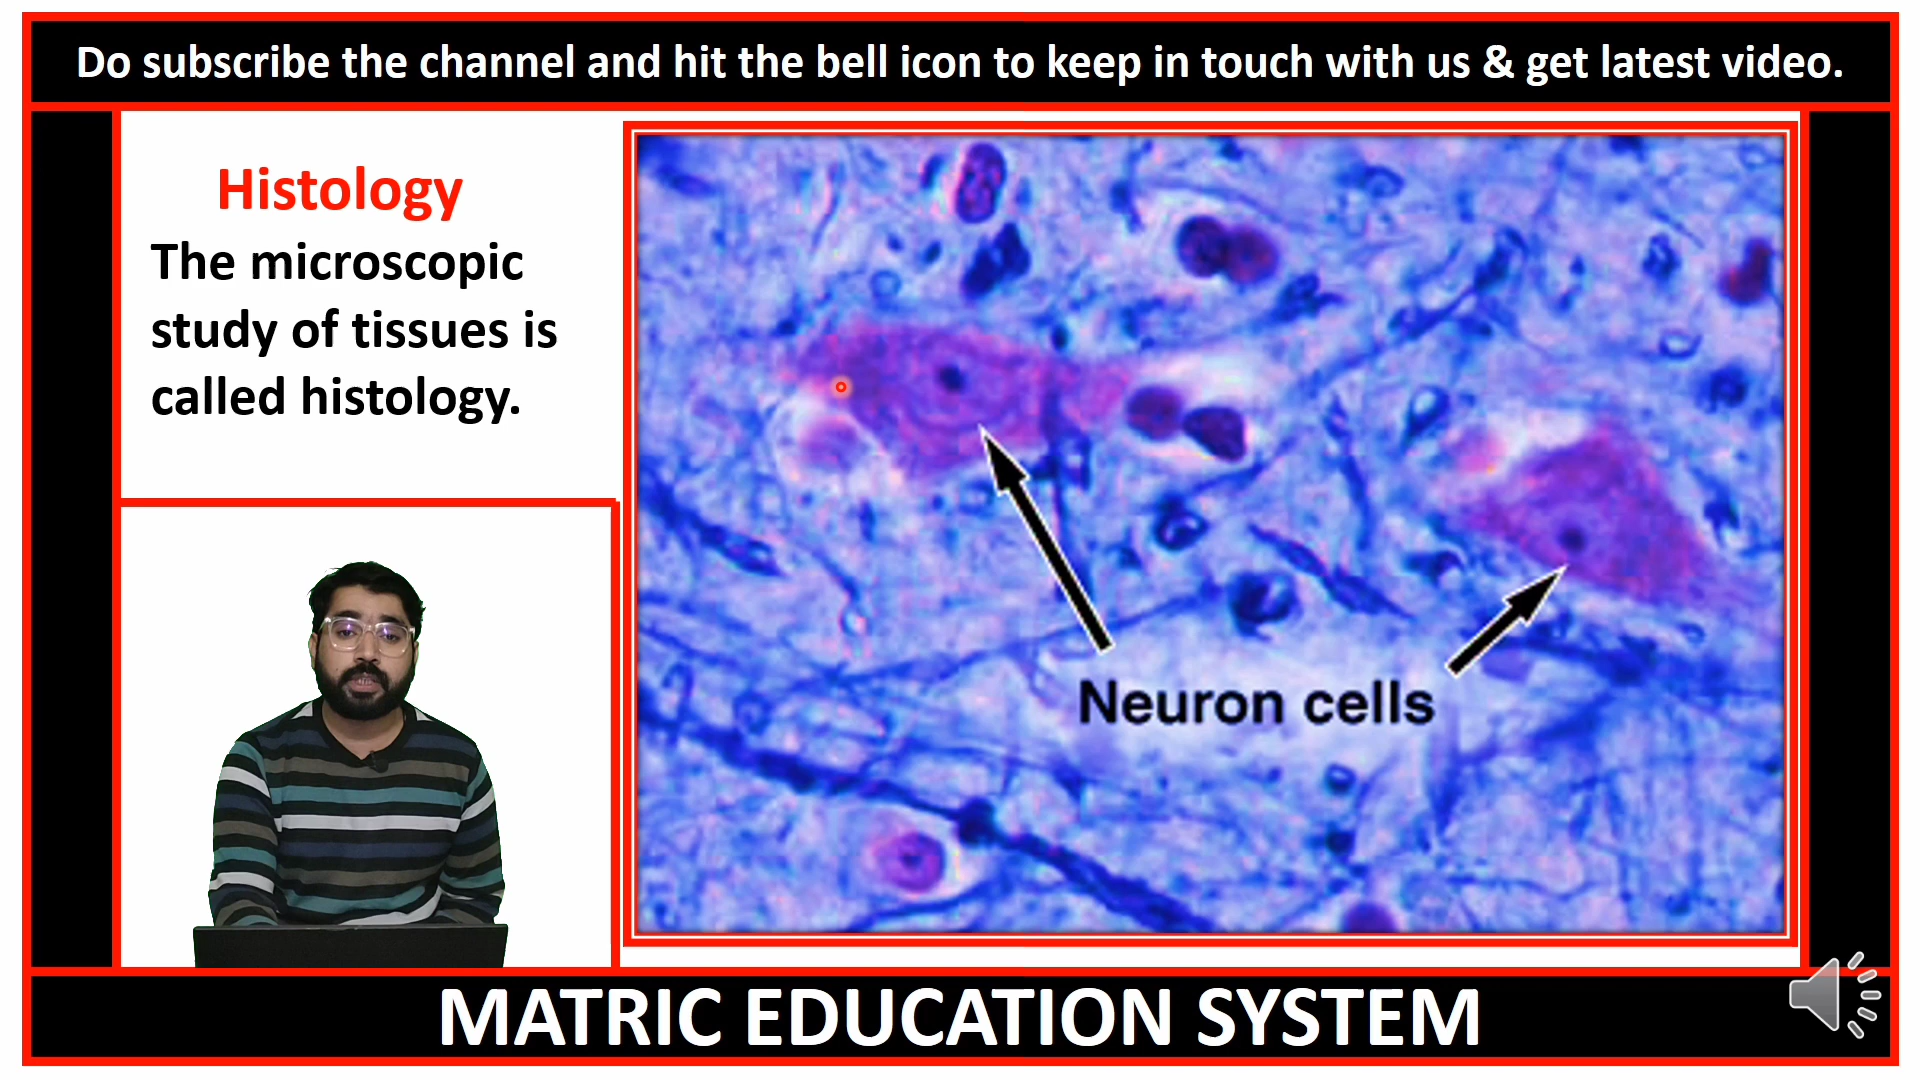 Do subscribe the channel and hit the bell icon to keep in touch with us & get latest video.
Histology
The microscopic
study of tissues is
called histology.
Neuron cells
MATRIC EDUCATION SYSTEM